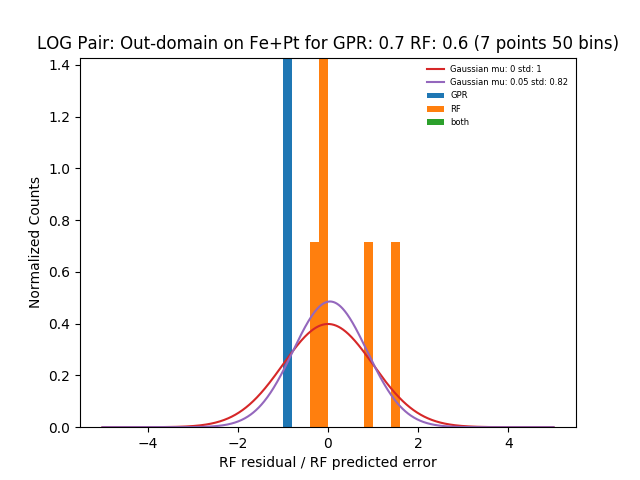 LOG Pair: Out-domain on Fe+Pt for GPR: 0.7 RF: 0.6 (7 points 50 bins)
Gaussian mu: 0 std: 1
Gaussian mu: 0.05 std: 0.82
GPR
RF
both
Normalized Counts
1.4
1.2
1.0
0.8
0.6
0.4
0.2
0.0
−4
−2
0
2
4
RF residual / RF predicted error